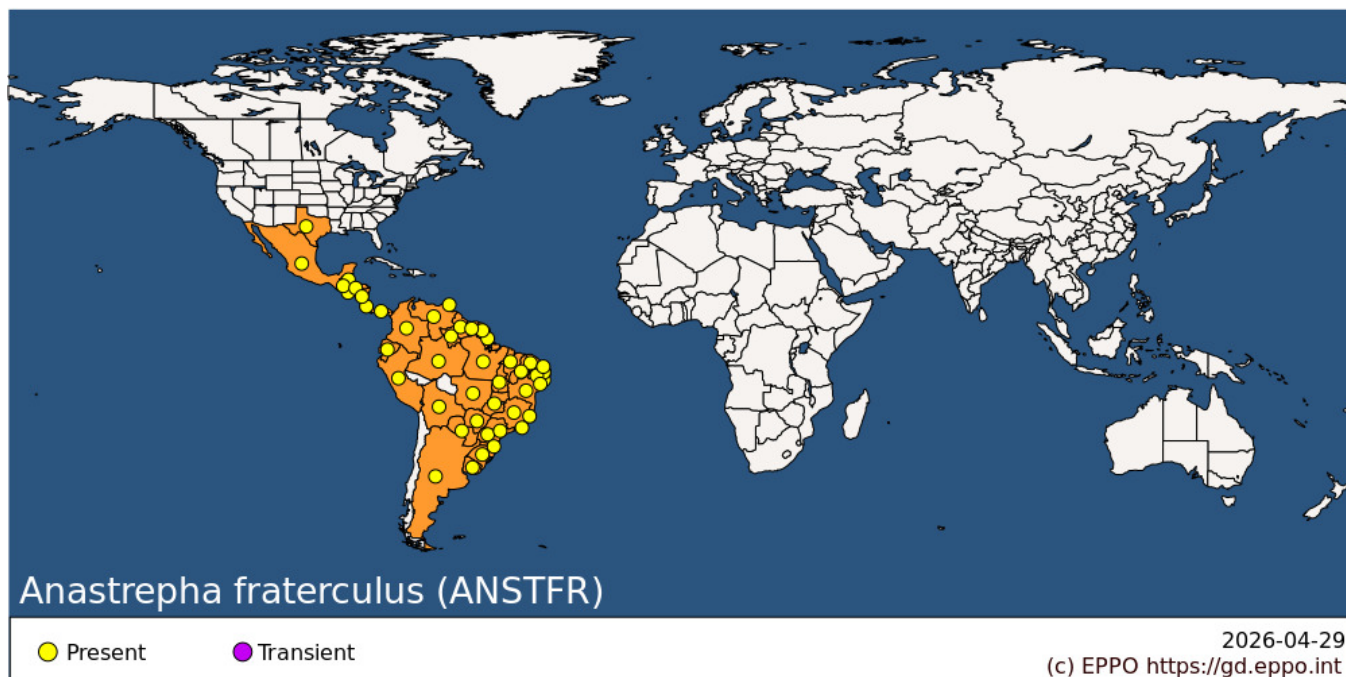 Anastrepha fraterculus (ANSTFR)
Present
Transient
2026-04-29
(c) EPPO https://gd.eppo.int